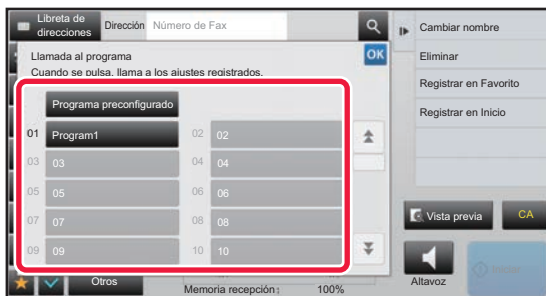 Libreta de direcciones
Dirección
Número de Fax
Llamada al programa
OK
Cuando se pulsa, llama a los ajustes registrados.
Programa preconfigurado
01 Program1
02 02
03 03
04 04
05 05
06 06
07 07
08 08
09 09
10 10
Cambiar nombre
Eliminar
Registrar en Favorito
Registrar en Inicio
Vista previa
CA
Otros
Memoria recepción: 100%
Altavoz